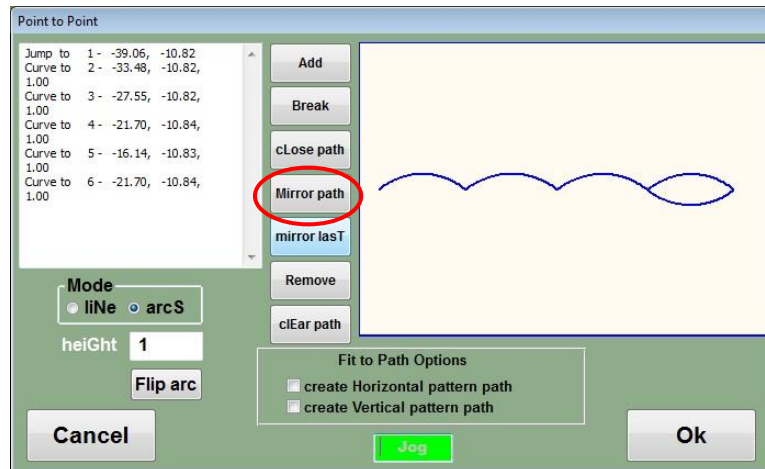 Point to Point
Jump to 1 - -39.06, -10.82
Curve to 2 - -33.48, -10.82,
1.00
Curve to 3 - -27.55, -10.82,
1.00
Curve to 4 - -21.70, -10.84,
1.00
Curve to 5 - -16.14, -10.83,
1.00
Curve to 6 - -21.70, -10.84,
1.00
Add
Break
cLose path
Mirror path
mirror lasT
Remove
clEar path
Mode
liNe arcS
heiGht 1
Flip arc
Fit to Path Options
create Horizontal pattern path
create Vertical pattern path
Cancel
Jog
Ok